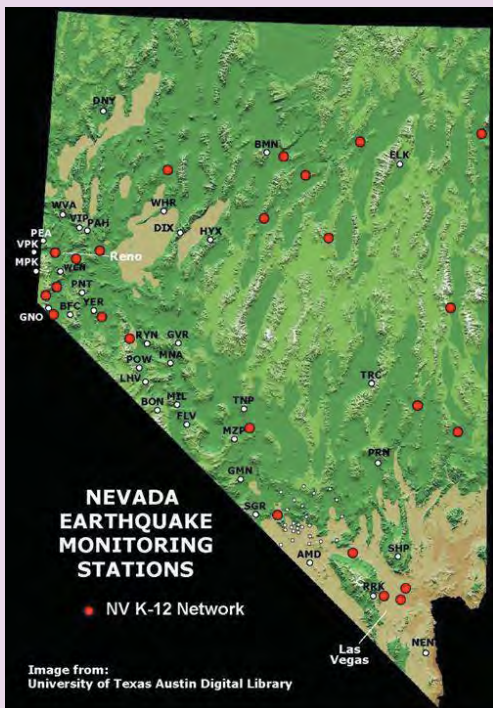 DNY
BMN
ELK
WVA
WHR
VIP
PAH
PEA
DIX
HYX
VPK
Reno
MPK
WCN
PNT
BFC
YER
GNO
RYN
GVR
POW
MNA
LHV
TRC
BON
MIL
TNP
FLV
MZP
PRN
GMN
NEVADA
EARTHQUAKE
MONITORING
STATIONS
SGR
AMD
SHP
NV K-12 Network
RRK
Las
Vegas
NEN
Image from:
University of Texas Austin Digital Library